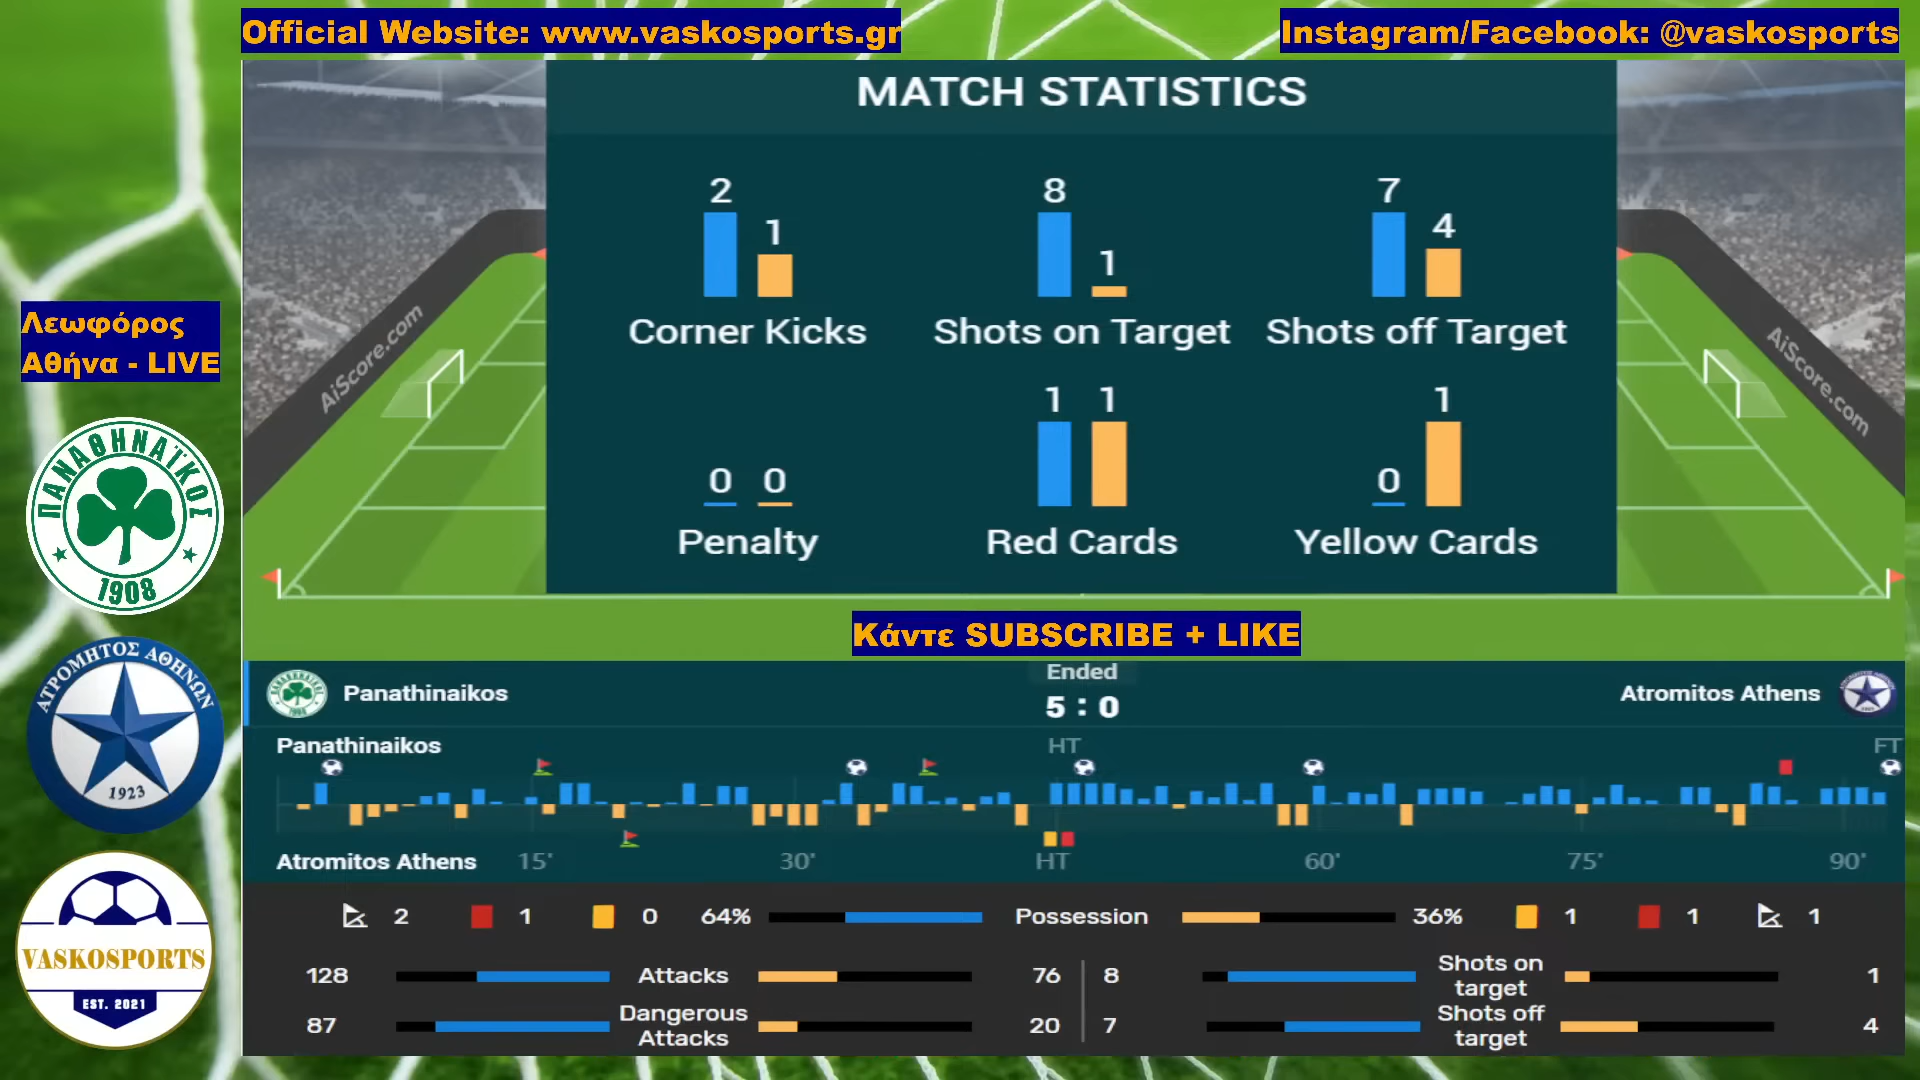 Official Website: www.vaskosports.gr
Instagram/Facebook: @vaskosports
MATCH STATISTICS
2 1
Corner Kicks
8 1
Shots on Target
7 4
Shots off Target
0 0
Penalty
1 1
Red Cards
0 1
Yellow Cards
AiScore.com
AiScore.com
Λεωφόρος
Αθήνα - LIVE
ΠΑΝΑΘΗΝΑΪΚΟΣ
1908
ΑΤΡΟΜΗΤΟΣ ΑΘΗΝΩΝ
1923
VASKOSPORTS
EST. 2021
Κάντε SUBSCRIBE + LIKE
Ended
Panathinaikos 5 : 0 Atromitos Athens
Panathinaikos HT FT
Atromitos Athens 15' 30' HT 60' 75' 90'
2 1 0 64% Possession 36% 1 1 1
128 Attacks 76
8 Shots on target 1
87 Dangerous Attacks 20
7 Shots off target 4